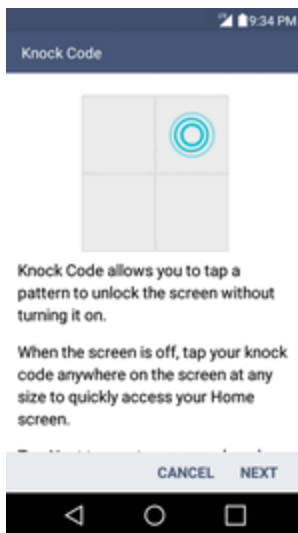 9:34 PM
Knock Code
Knock Code allows you to tap a
pattern to unlock the screen without
turning it on.
When the screen is off, tap your knock
code anywhere on the screen at any
size to quickly access your Home
screen.
CANCEL NEXT